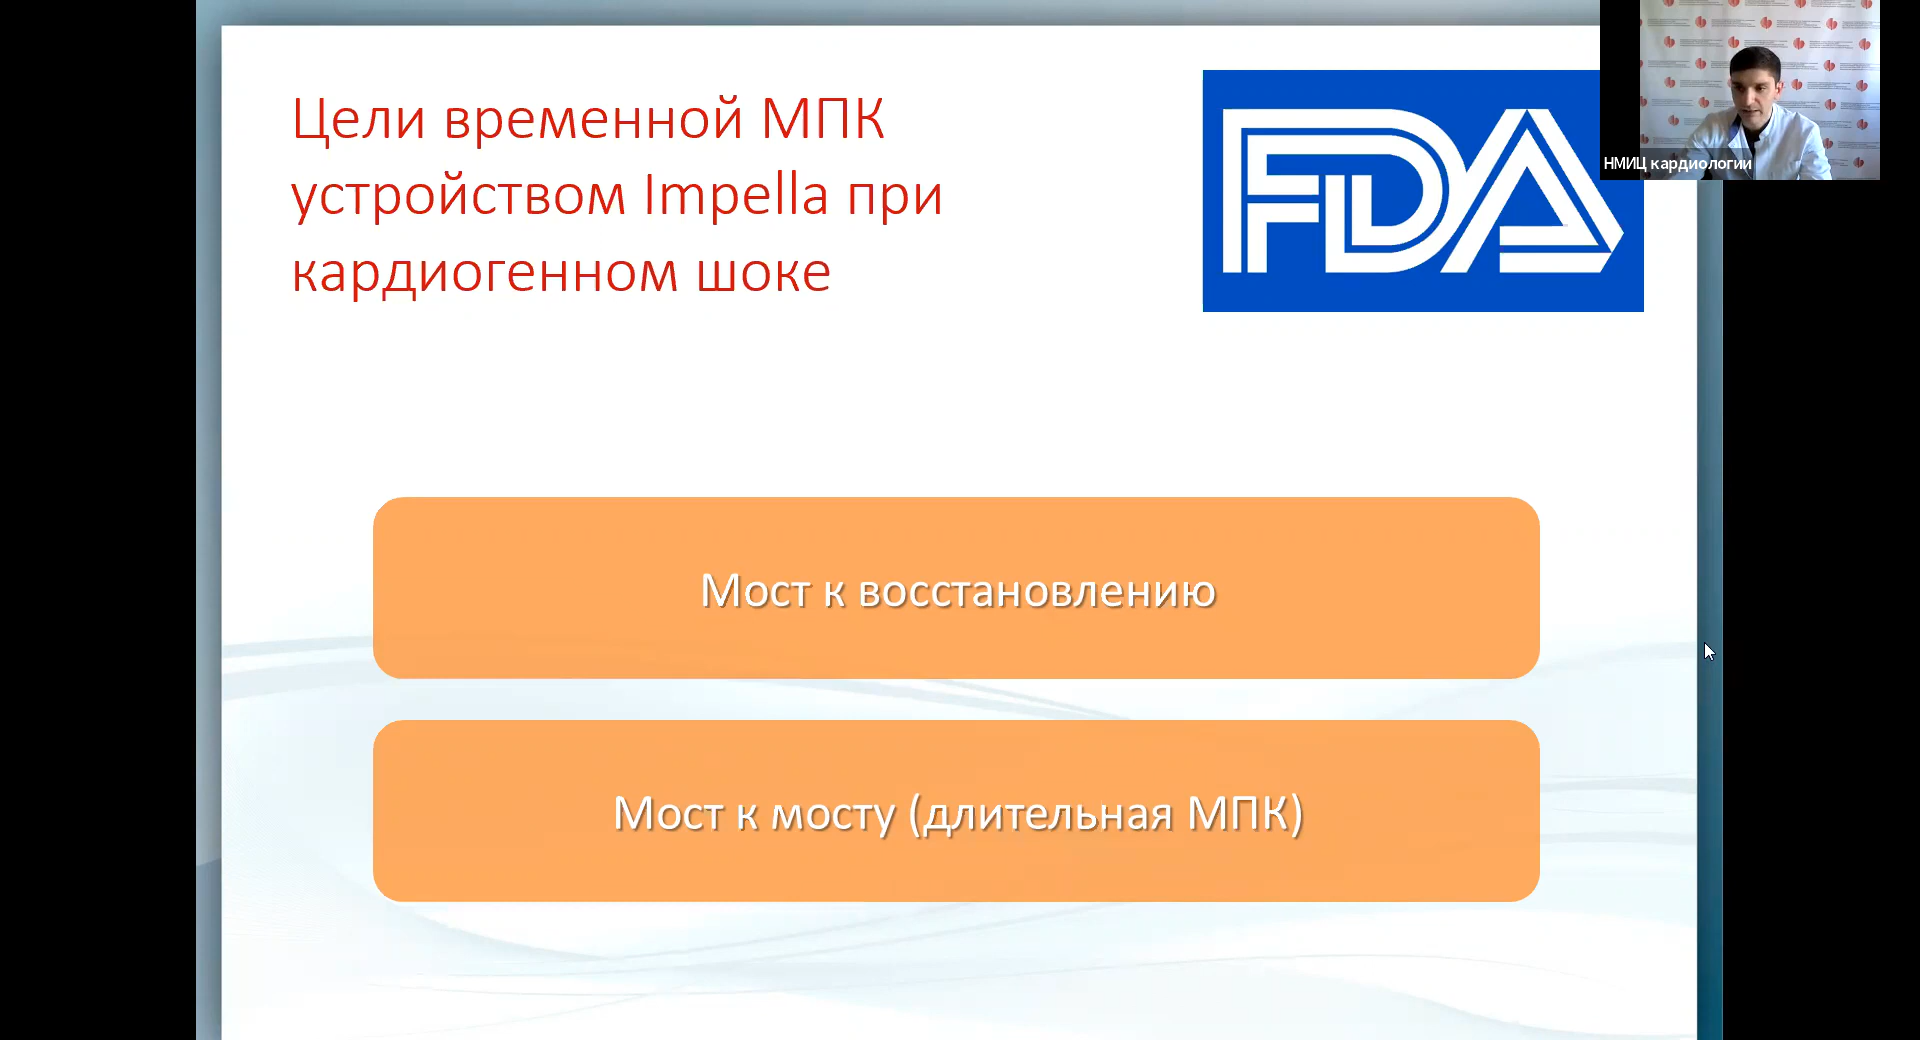 Цели временной МПК
устройством Impella при
кардиогенном шоке
FDA
НМИЦ кардиологии
Мост к восстановлению
Мост к мосту (длительная МПК)